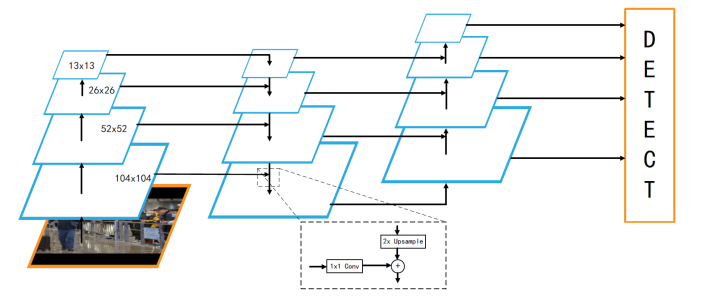 13x13
26x26
52x52
104x104
2x Upsample
1x1 Conv
+
D
E
T
E
C
T